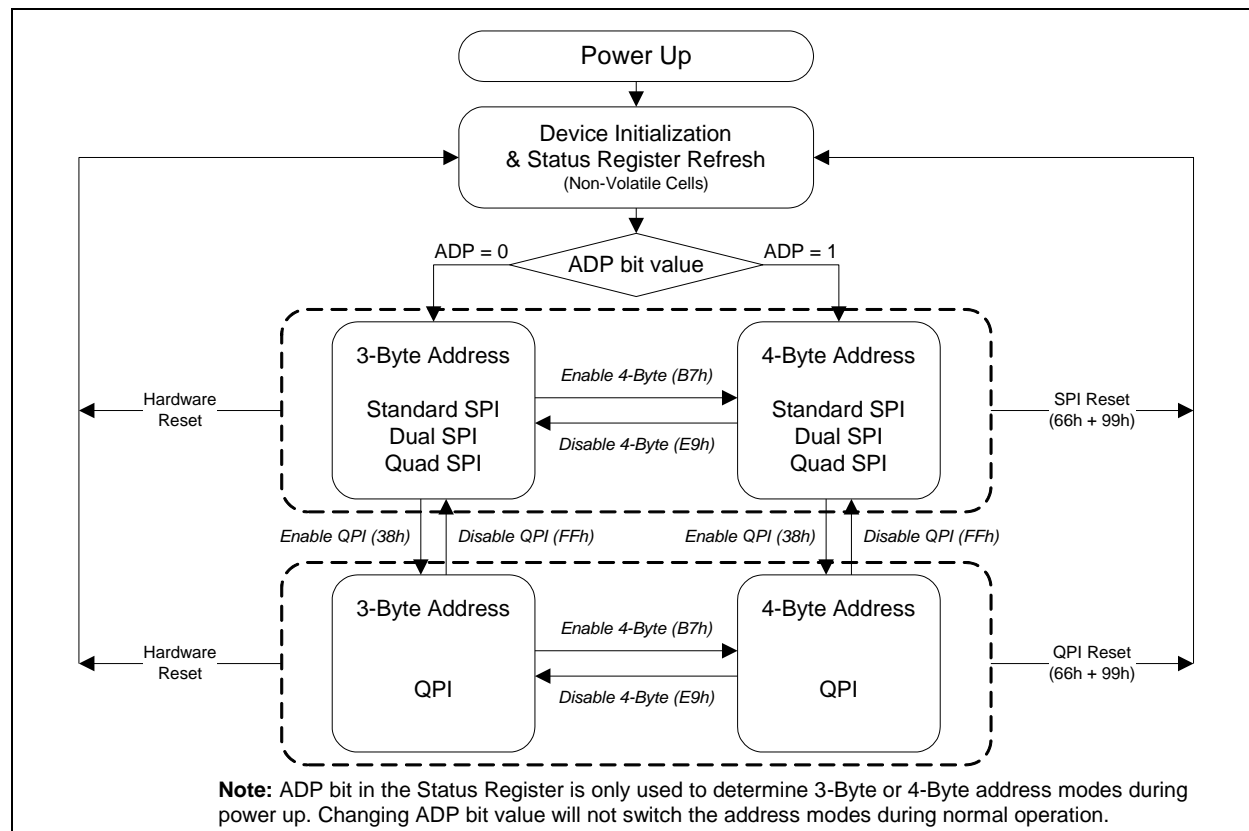 Power Up
Device Initialization
& Status Register Refresh
(Non-Volatile Cells)
ADP = 0
ADP bit value
ADP = 1
3-Byte Address
Standard SPI
Dual SPI
Quad SPI
Enable 4-Byte (B7h)
Disable 4-Byte (E9h)
4-Byte Address
Standard SPI
Dual SPI
Quad SPI
Hardware
Reset
SPI Reset
(66h + 99h)
Enable QPI (38h)
Disable QPI (FFh)
Enable QPI (38h)
Disable QPI (FFh)
3-Byte Address
QPI
Enable 4-Byte (B7h)
Disable 4-Byte (E9h)
4-Byte Address
QPI
Hardware
Reset
QPI Reset
(66h + 99h)
Note: ADP bit in the Status Register is only used to determine 3-Byte or 4-Byte address modes during
power up. Changing ADP bit value will not switch the address modes during normal operation.